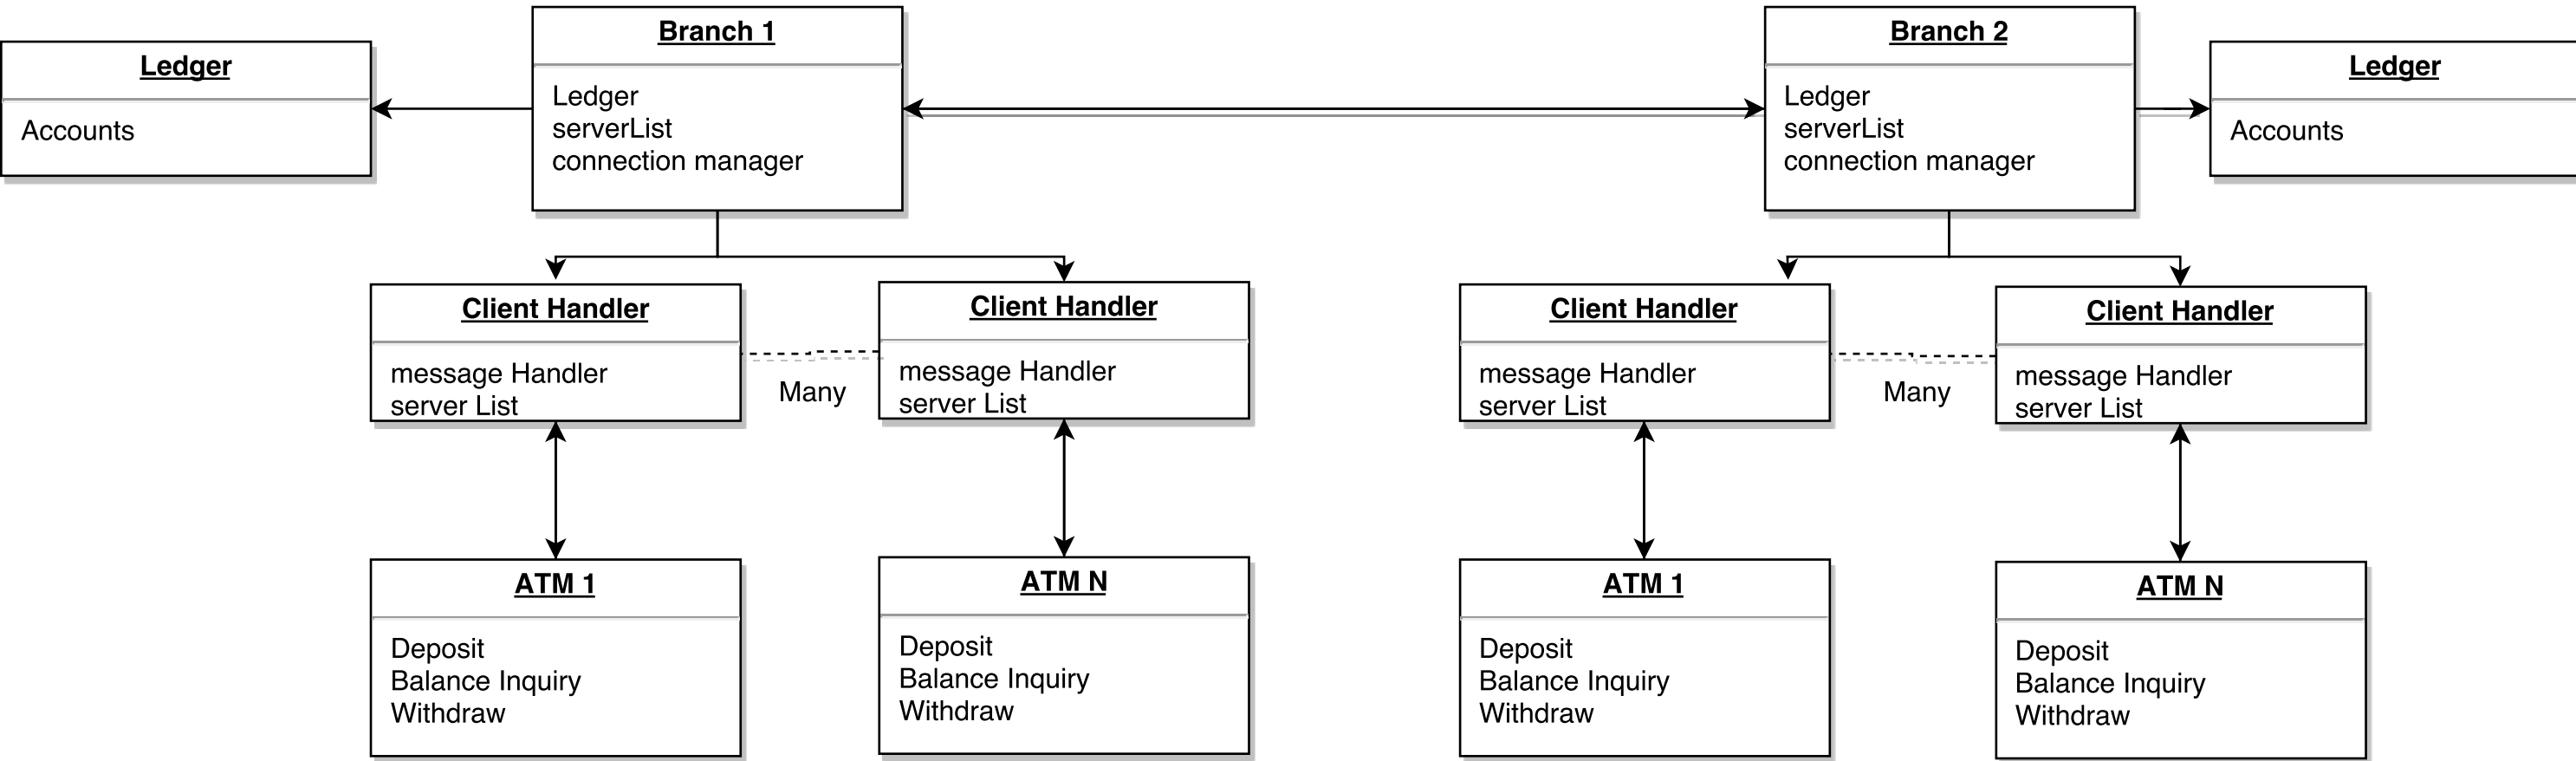 Branch 1
Ledger
serverList
connection manager
Branch 2
Ledger
serverList
connection manager
Ledger
Accounts
Ledger
Accounts
Client Handler
message Handler
server List
Many
Client Handler
message Handler
server List
Client Handler
message Handler
server List
Many
Client Handler
message Handler
server List
ATM 1
Deposit
Balance Inquiry
Withdraw
ATM N
Deposit
Balance Inquiry
Withdraw
ATM 1
Deposit
Balance Inquiry
Withdraw
ATM N
Deposit
Balance Inquiry
Withdraw